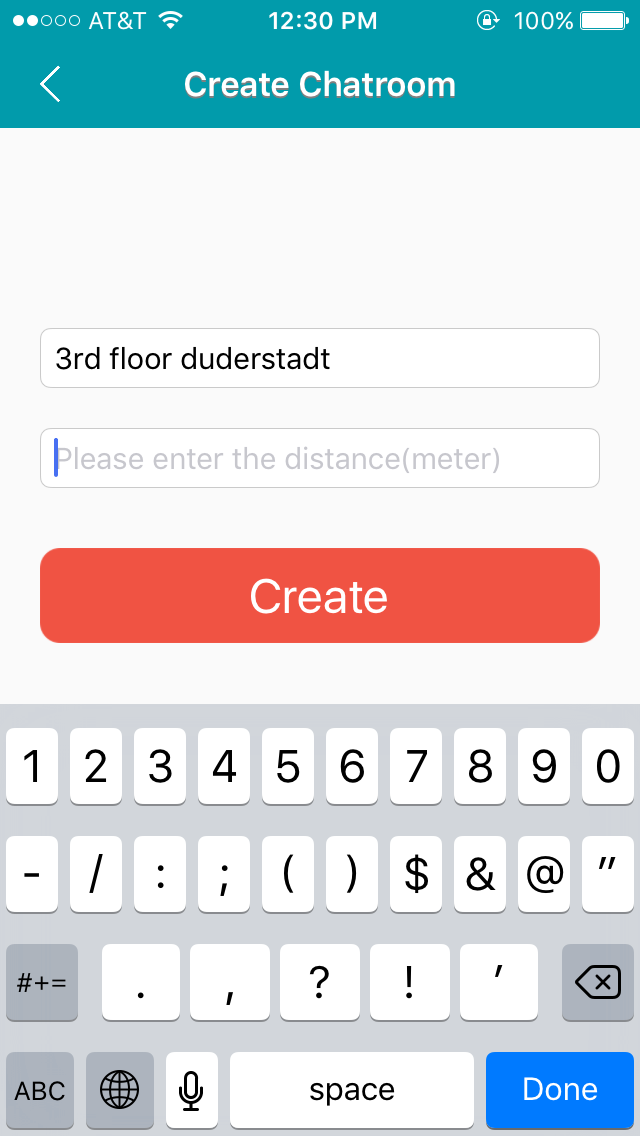 AT&T 12:30 PM 100%
Create Chatroom
3rd floor duderstadt
Please enter the distance(meter)
Create
1 2 3 4 5 6 7 8 9 0
- / : ; ( ) $ & @ "
#+= . , ? ! '
ABC space Done